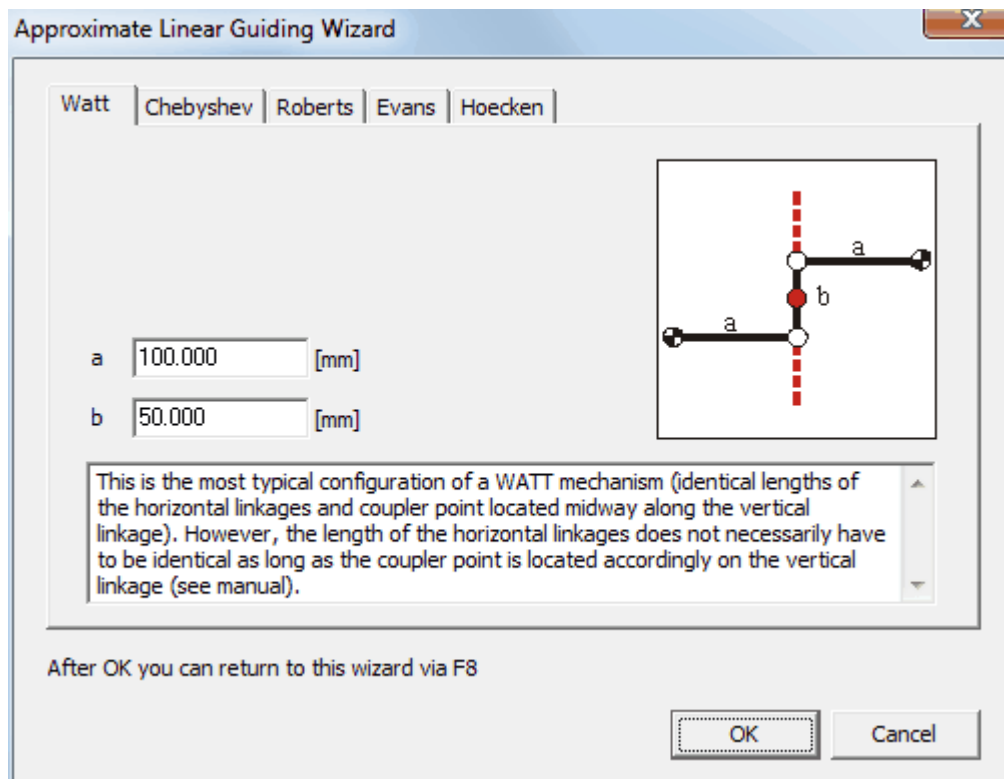 Approximate Linear Guiding Wizard
Watt Chebyshev Roberts Evans Hoecken
a
b
a
a 100.000 [mm]
b 50.000 [mm]
This is the most typical configuration of a WATT mechanism (identical lengths of
the horizontal linkages and coupler point located midway along the vertical
linkage). However, the length of the horizontal linkages does not necessarily have
to be identical as long as the coupler point is located accordingly on the vertical
linkage (see manual).
After OK you can return to this wizard via F8
OK Cancel